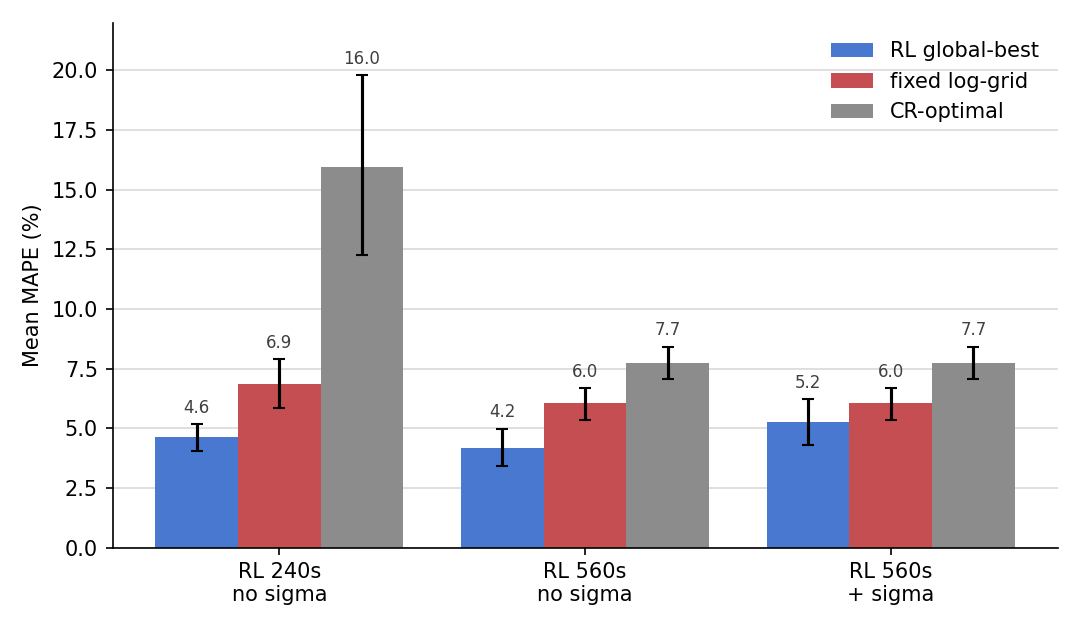 Mean MAPE (%)
20.0
17.5
15.0
12.5
10.0
7.5
5.0
2.5
0.0
4.6
6.9
16.0
4.2
6.0
7.7
5.2
6.0
7.7
RL global-best
fixed log-grid
CR-optimal
RL 240s
no sigma
RL 560s
no sigma
RL 560s
+ sigma